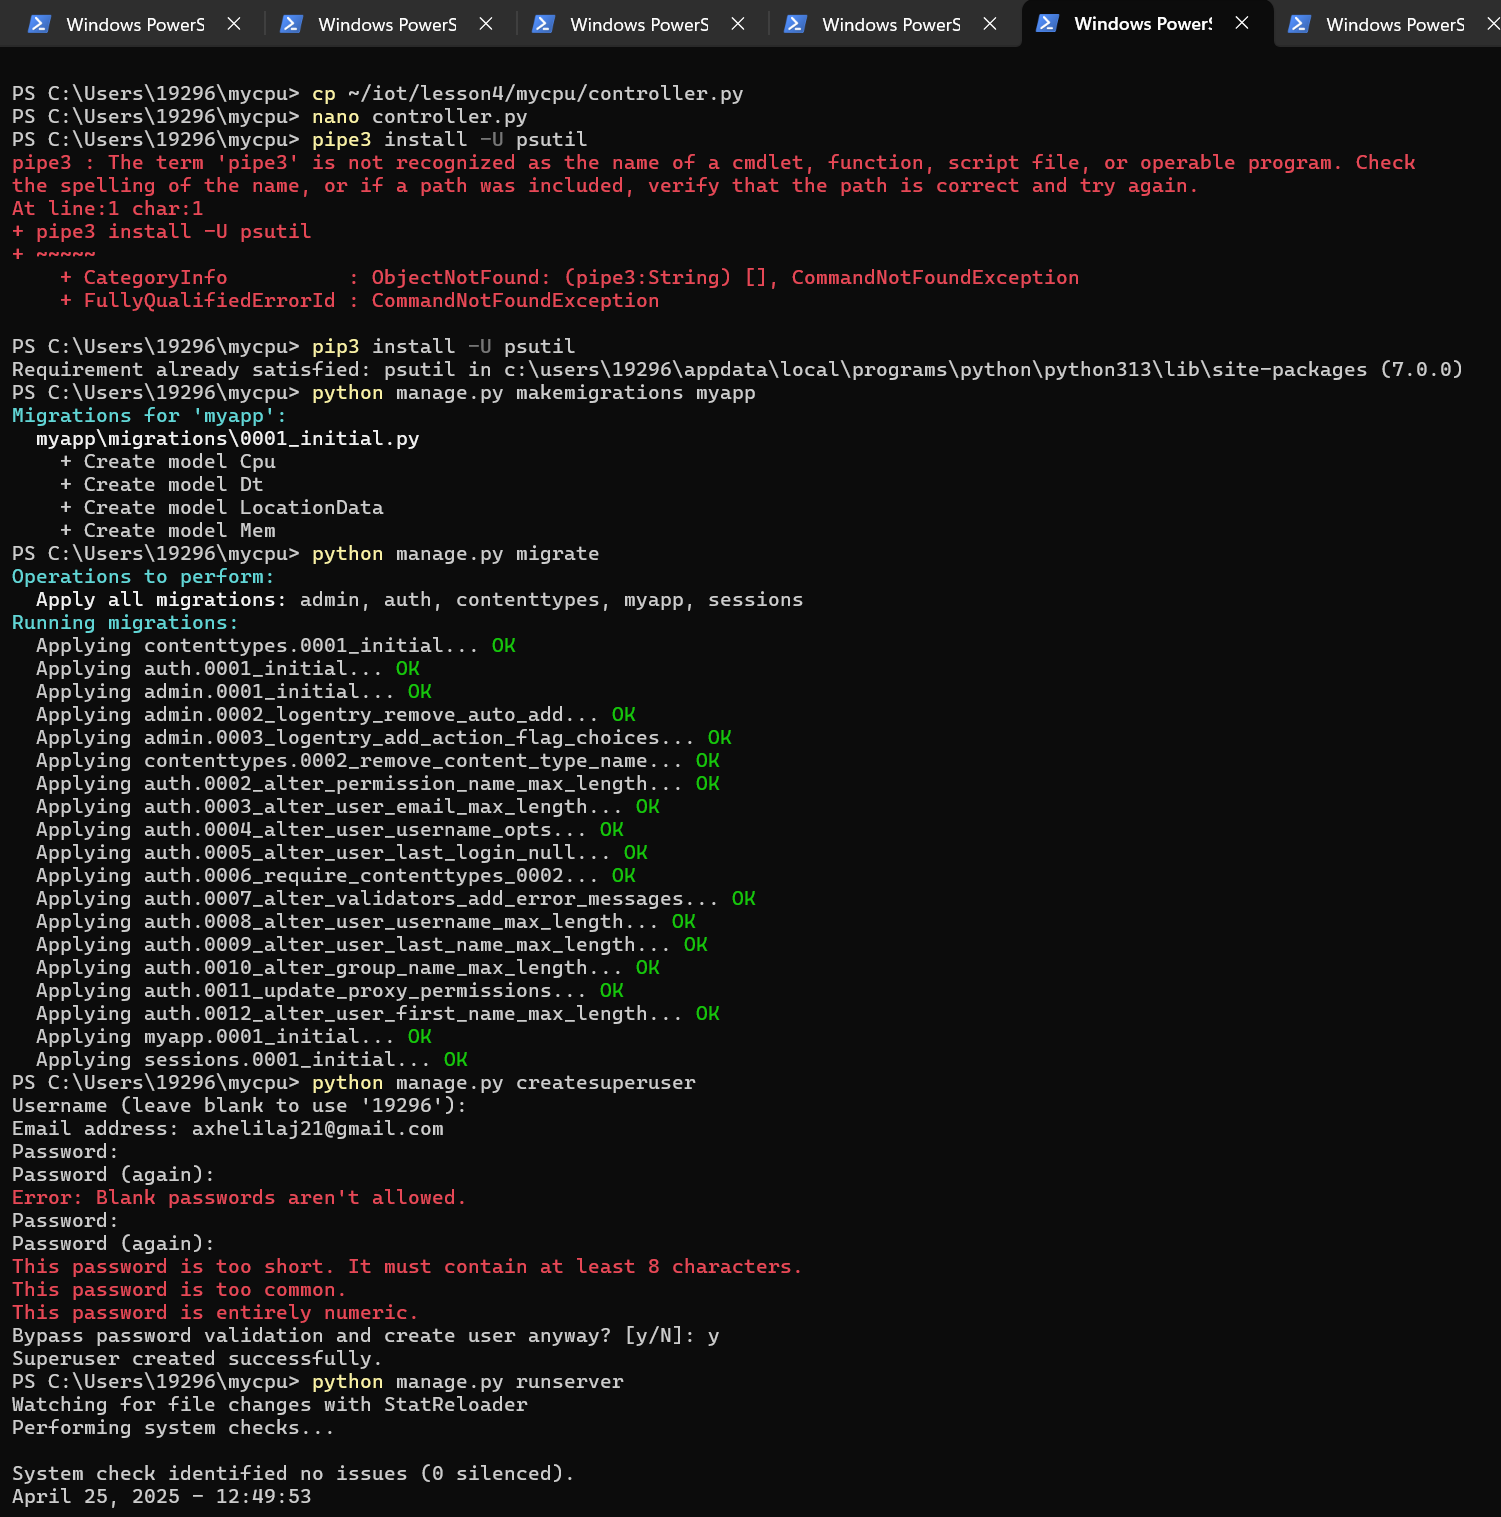 Windows PowerS Windows PowerS Windows PowerS Windows PowerS Windows PowerS Windows PowerS
PS C:\Users\19296\mycpu> cp ~/iot/lesson4/mycpu/controller.py
PS C:\Users\19296\mycpu> nano controller.py
PS C:\Users\19296\mycpu> pipe3 install -U psutil
pipe3 : The term 'pipe3' is not recognized as the name of a cmdlet, function, script file, or operable program. Check
the spelling of the name, or if a path was included, verify that the path is correct and try again.
At line:1 char:1
+ pipe3 install -U psutil
+ ~~~~~
    + CategoryInfo          : ObjectNotFound: (pipe3:String) [], CommandNotFoundException
    + FullyQualifiedErrorId : CommandNotFoundException

PS C:\Users\19296\mycpu> pip3 install -U psutil
Requirement already satisfied: psutil in c:\users\19296\appdata\local\programs\python\python313\lib\site-packages (7.0.0)
PS C:\Users\19296\mycpu> python manage.py makemigrations myapp
Migrations for 'myapp':
  myapp\migrations\0001_initial.py
    + Create model Cpu
    + Create model Dt
    + Create model LocationData
    + Create model Mem
PS C:\Users\19296\mycpu> python manage.py migrate
Operations to perform:
  Apply all migrations: admin, auth, contenttypes, myapp, sessions
Running migrations:
  Applying contenttypes.0001_initial... OK
  Applying auth.0001_initial... OK
  Applying admin.0001_initial... OK
  Applying admin.0002_logentry_remove_auto_add... OK
  Applying admin.0003_logentry_add_action_flag_choices... OK
  Applying contenttypes.0002_remove_content_type_name... OK
  Applying auth.0002_alter_permission_name_max_length... OK
  Applying auth.0003_alter_user_email_max_length... OK
  Applying auth.0004_alter_user_username_opts... OK
  Applying auth.0005_alter_user_last_login_null... OK
  Applying auth.0006_require_contenttypes_0002... OK
  Applying auth.0007_alter_validators_add_error_messages... OK
  Applying auth.0008_alter_user_username_max_length... OK
  Applying auth.0009_alter_user_last_name_max_length... OK
  Applying auth.0010_alter_group_name_max_length... OK
  Applying auth.0011_update_proxy_permissions... OK
  Applying auth.0012_alter_user_first_name_max_length... OK
  Applying myapp.0001_initial... OK
  Applying sessions.0001_initial... OK
PS C:\Users\19296\mycpu> python manage.py createsuperuser
Username (leave blank to use '19296'):
Email address: axhelilaj21@gmail.com
Password:
Password (again):
Error: Blank passwords aren't allowed.
Password:
Password (again):
This password is too short. It must contain at least 8 characters.
This password is too common.
This password is entirely numeric.
Bypass password validation and create user anyway? [y/N]: y
Superuser created successfully.
PS C:\Users\19296\mycpu> python manage.py runserver
Watching for file changes with StatReloader
Performing system checks...

System check identified no issues (0 silenced).
April 25, 2025 - 12:49:53